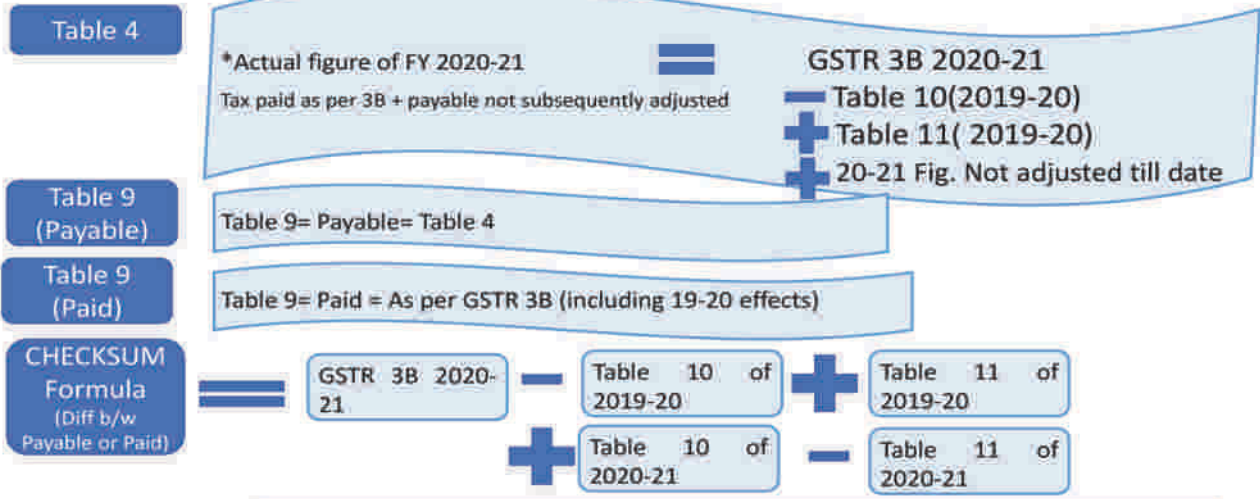 Table 4
*Actual figure of FY 2020-21
Tax paid as per 3B + payable not subsequently adjusted
=
GSTR 3B 2020-21
- Table 10(2019-20)
+ Table 11( 2019-20)
+ 20-21 Fig. Not adjusted till date
Table 9
(Payable)
Table 9= Payable= Table 4
Table 9
(Paid)
Table 9= Paid = As per GSTR 3B (including 19-20 effects)
CHECKSUM
Formula
(Diff b/w
Payable or Paid)
=
GSTR 3B 2020-
21
-
Table 10 of
2019-20
+
Table 11 of
2019-20
+
Table 10 of
2020-21
-
Table 11 of
2020-21